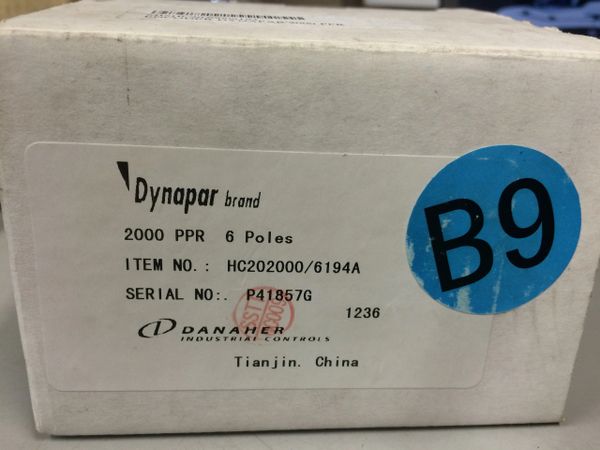 Dynapar brand
2000 PPR 6 Poles
ITEM NO.: HC202000/6194A
SERIAL NO:. P41857G
1236
DANAHER
INDUSTRIAL CONTROLS
Tianjin. China
B9